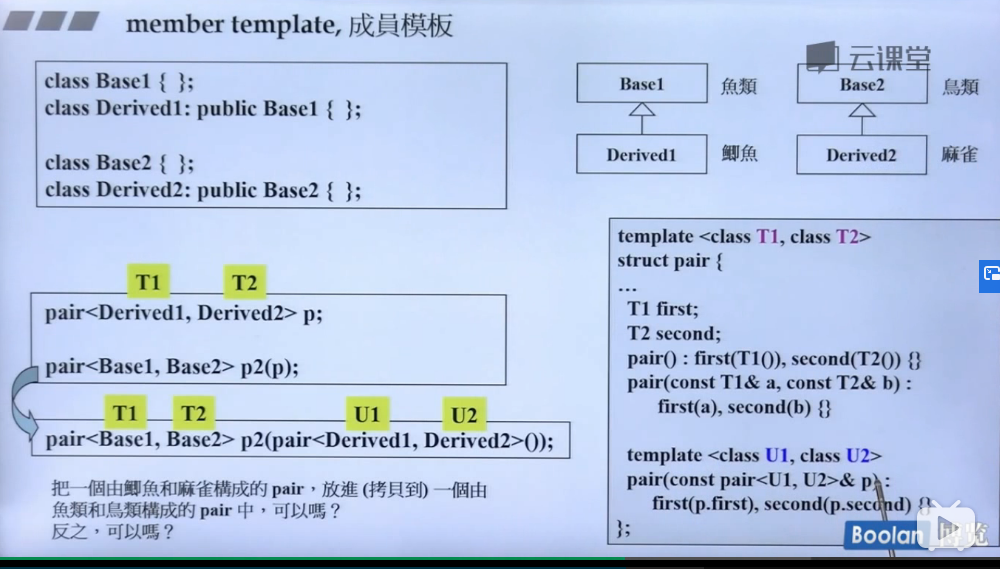 member template, 成員模板
云课堂
class Base1 { };
class Derived1: public Base1 { };
class Base2 { };
class Derived2: public Base2 { };
Base1
魚類
Derived1
鯽魚
Base2
鳥類
Derived2
麻雀
T1 T2
pair<Derived1, Derived2> p;
pair<Base1, Base2> p2(p);
T1 T2 U1 U2
pair<Base1, Base2> p2(pair<Derived1, Derived2>());
把一個由鯽魚和麻雀構成的 pair，放進 (拷貝到) 一個由
魚類和鳥類構成的 pair 中，可以嗎？
反之，可以嗎？
template <class T1, class T2>
struct pair {
...
T1 first;
T2 second;
pair() : first(T1()), second(T2()) {}
pair(const T1& a, const T2& b) :
first(a), second(b) {}
template <class U1, class U2>
pair(const pair<U1, U2>& p) :
first(p.first), second(p.second) {}
};
Boolan 博览